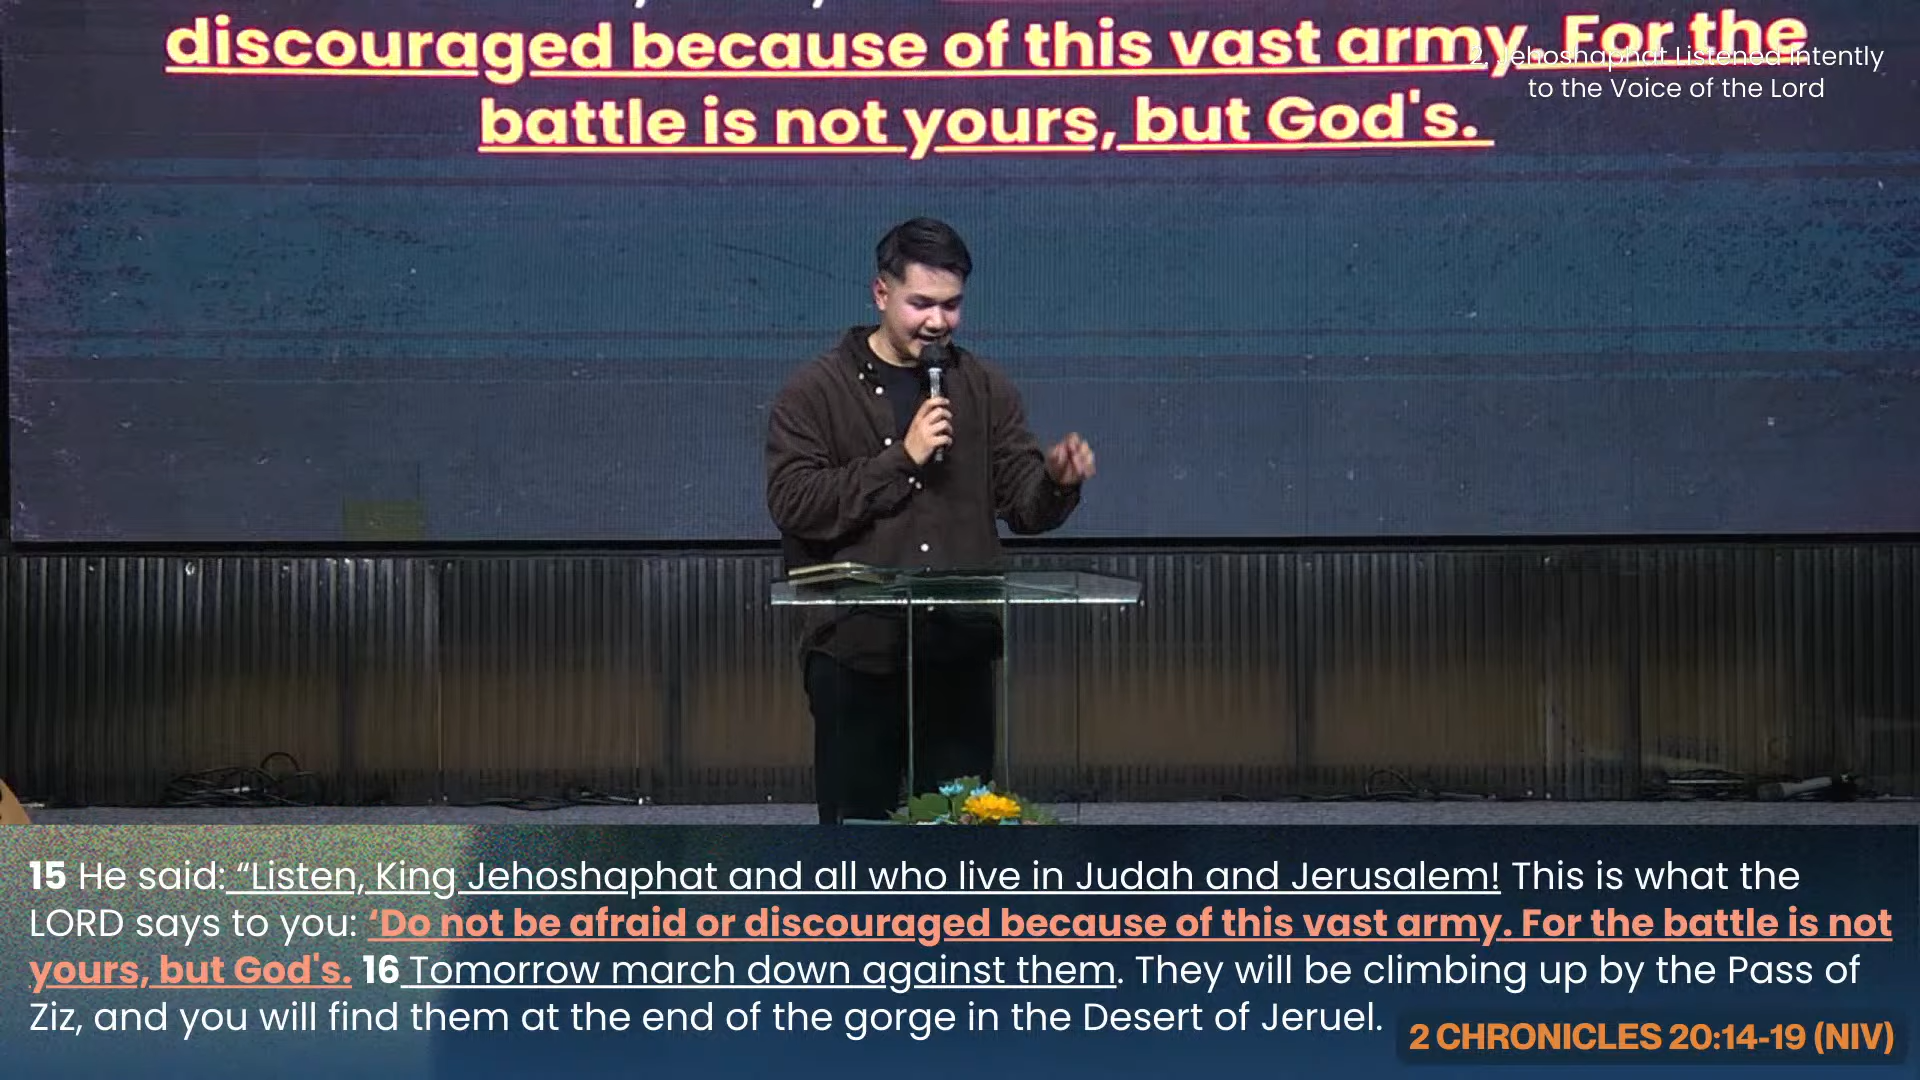 discouraged because of this vast army. For the
battle is not yours, but God's.
2. Jehoshaphat Listened Intently
to the Voice of the Lord
15 He said: “Listen, King Jehoshaphat and all who live in Judah and Jerusalem! This is what the
LORD says to you: ‘Do not be afraid or discouraged because of this vast army. For the battle is not
yours, but God's. 16 Tomorrow march down against them. They will be climbing up by the Pass of
Ziz, and you will find them at the end of the gorge in the Desert of Jeruel.
2 CHRONICLES 20:14-19 (NIV)